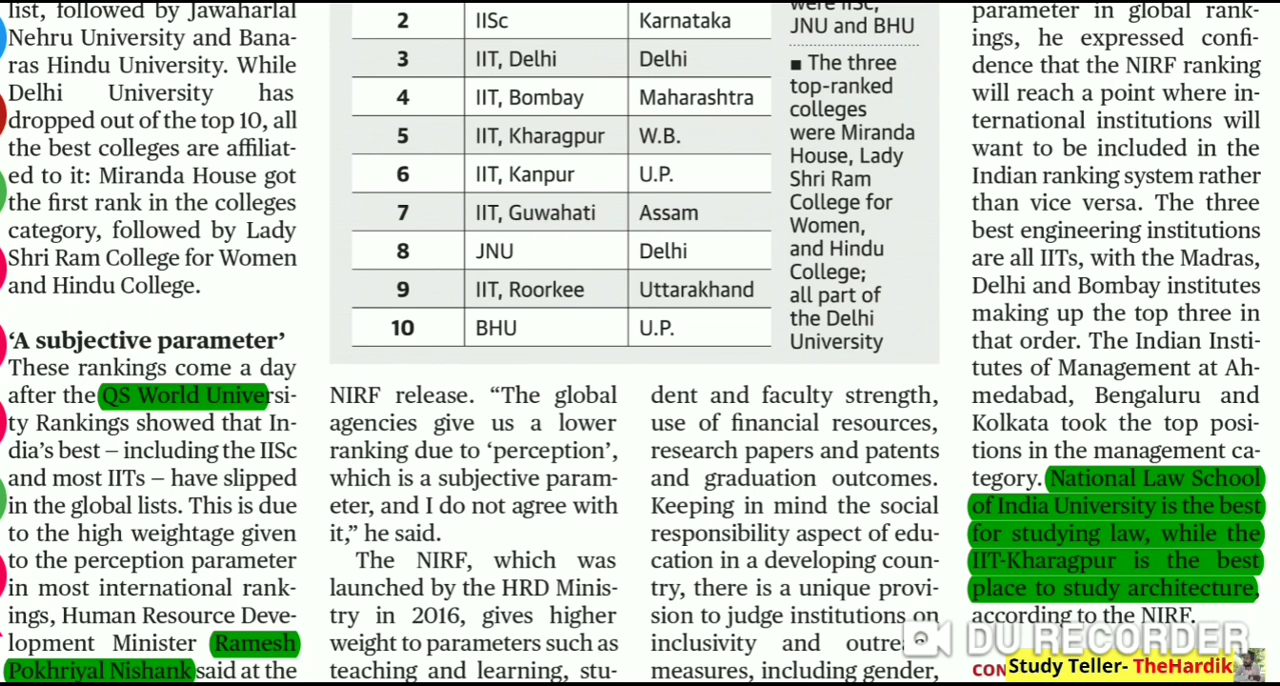 list, followed by Jawaharlal
Nehru University and Bana-
ras Hindu University. While
Delhi University has
dropped out of the top 10, all
the best colleges are affiliat-
ed to it: Miranda House got
the first rank in the colleges
category, followed by Lady
Shri Ram College for Women
and Hindu College.
‘A subjective parameter’
These rankings come a day
after the QS World Universi-
ty Rankings showed that In-
dia’s best – including the IISc
and most IITs – have slipped
in the global lists. This is due
to the high weightage given
to the perception parameter
in most international rank-
ings, Human Resource Deve-
lopment Minister Ramesh
Pokhriyal Nishank said at the
2 IISc Karnataka
3 IIT, Delhi Delhi
4 IIT, Bombay Maharashtra
5 IIT, Kharagpur W.B.
6 IIT, Kanpur U.P.
7 IIT, Guwahati Assam
8 JNU Delhi
9 IIT, Roorkee Uttarakhand
10 BHU U.P.
were IISc,
JNU and BHU
■ The three
top-ranked
colleges
were Miranda
House, Lady
Shri Ram
College for
Women,
and Hindu
College;
all part of
the Delhi
University
NIRF release. “The global
agencies give us a lower
ranking due to ‘perception’,
which is a subjective param-
eter, and I do not agree with
it,” he said.
The NIRF, which was
launched by the HRD Minis-
try in 2016, gives higher
weight to parameters such as
teaching and learning, stu-
dent and faculty strength,
use of financial resources,
research papers and patents
and graduation outcomes.
Keeping in mind the social
responsibility aspect of edu-
cation in a developing coun-
try, there is a unique provi-
sion to judge institutions on
inclusivity and outreach
measures, including gender,
parameter in global rank-
ings, he expressed confi-
dence that the NIRF ranking
will reach a point where in-
ternational institutions will
want to be included in the
Indian ranking system rather
than vice versa. The three
best engineering institutions
are all IITs, with the Madras,
Delhi and Bombay institutes
making up the top three in
that order. The Indian Insti-
tutes of Management at Ah-
medabad, Bengaluru and
Kolkata took the top posi-
tions in the management ca-
tegory. National Law School
of India University is the best
for studying law, while the
IIT-Kharagpur is the best
place to study architecture,
according to the NIRF.
DU RECORDER
CON
Study Teller- TheHardik